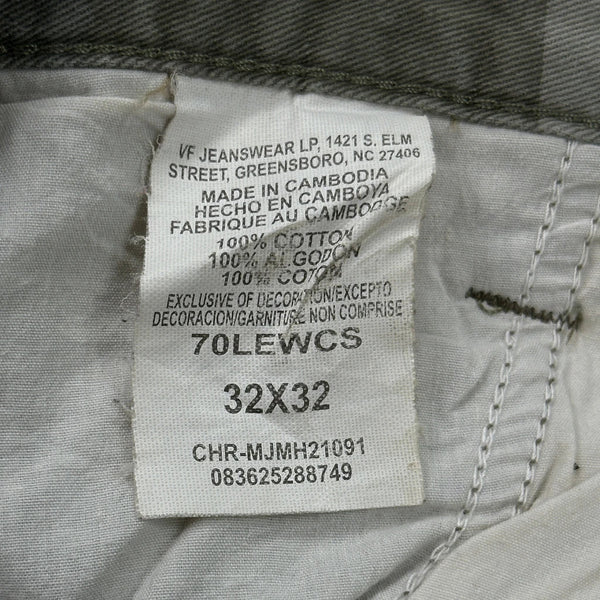 VF JEANSWEAR LP, 1421 S. ELM
STREET, GREENSBORO, NC 27406
MADE IN CAMBODIA
HECHO EN CAMBOYA
FABRIQUE AU CAMBODGE
100% COTTON
100% ALGODON
100% COTON
EXCLUSIVE OF DECORATION/EXCEPTO
DECORACION/GARNITURE NON COMPRISE
70LEWCS
32X32
CHR-MJMH21091
083625288749